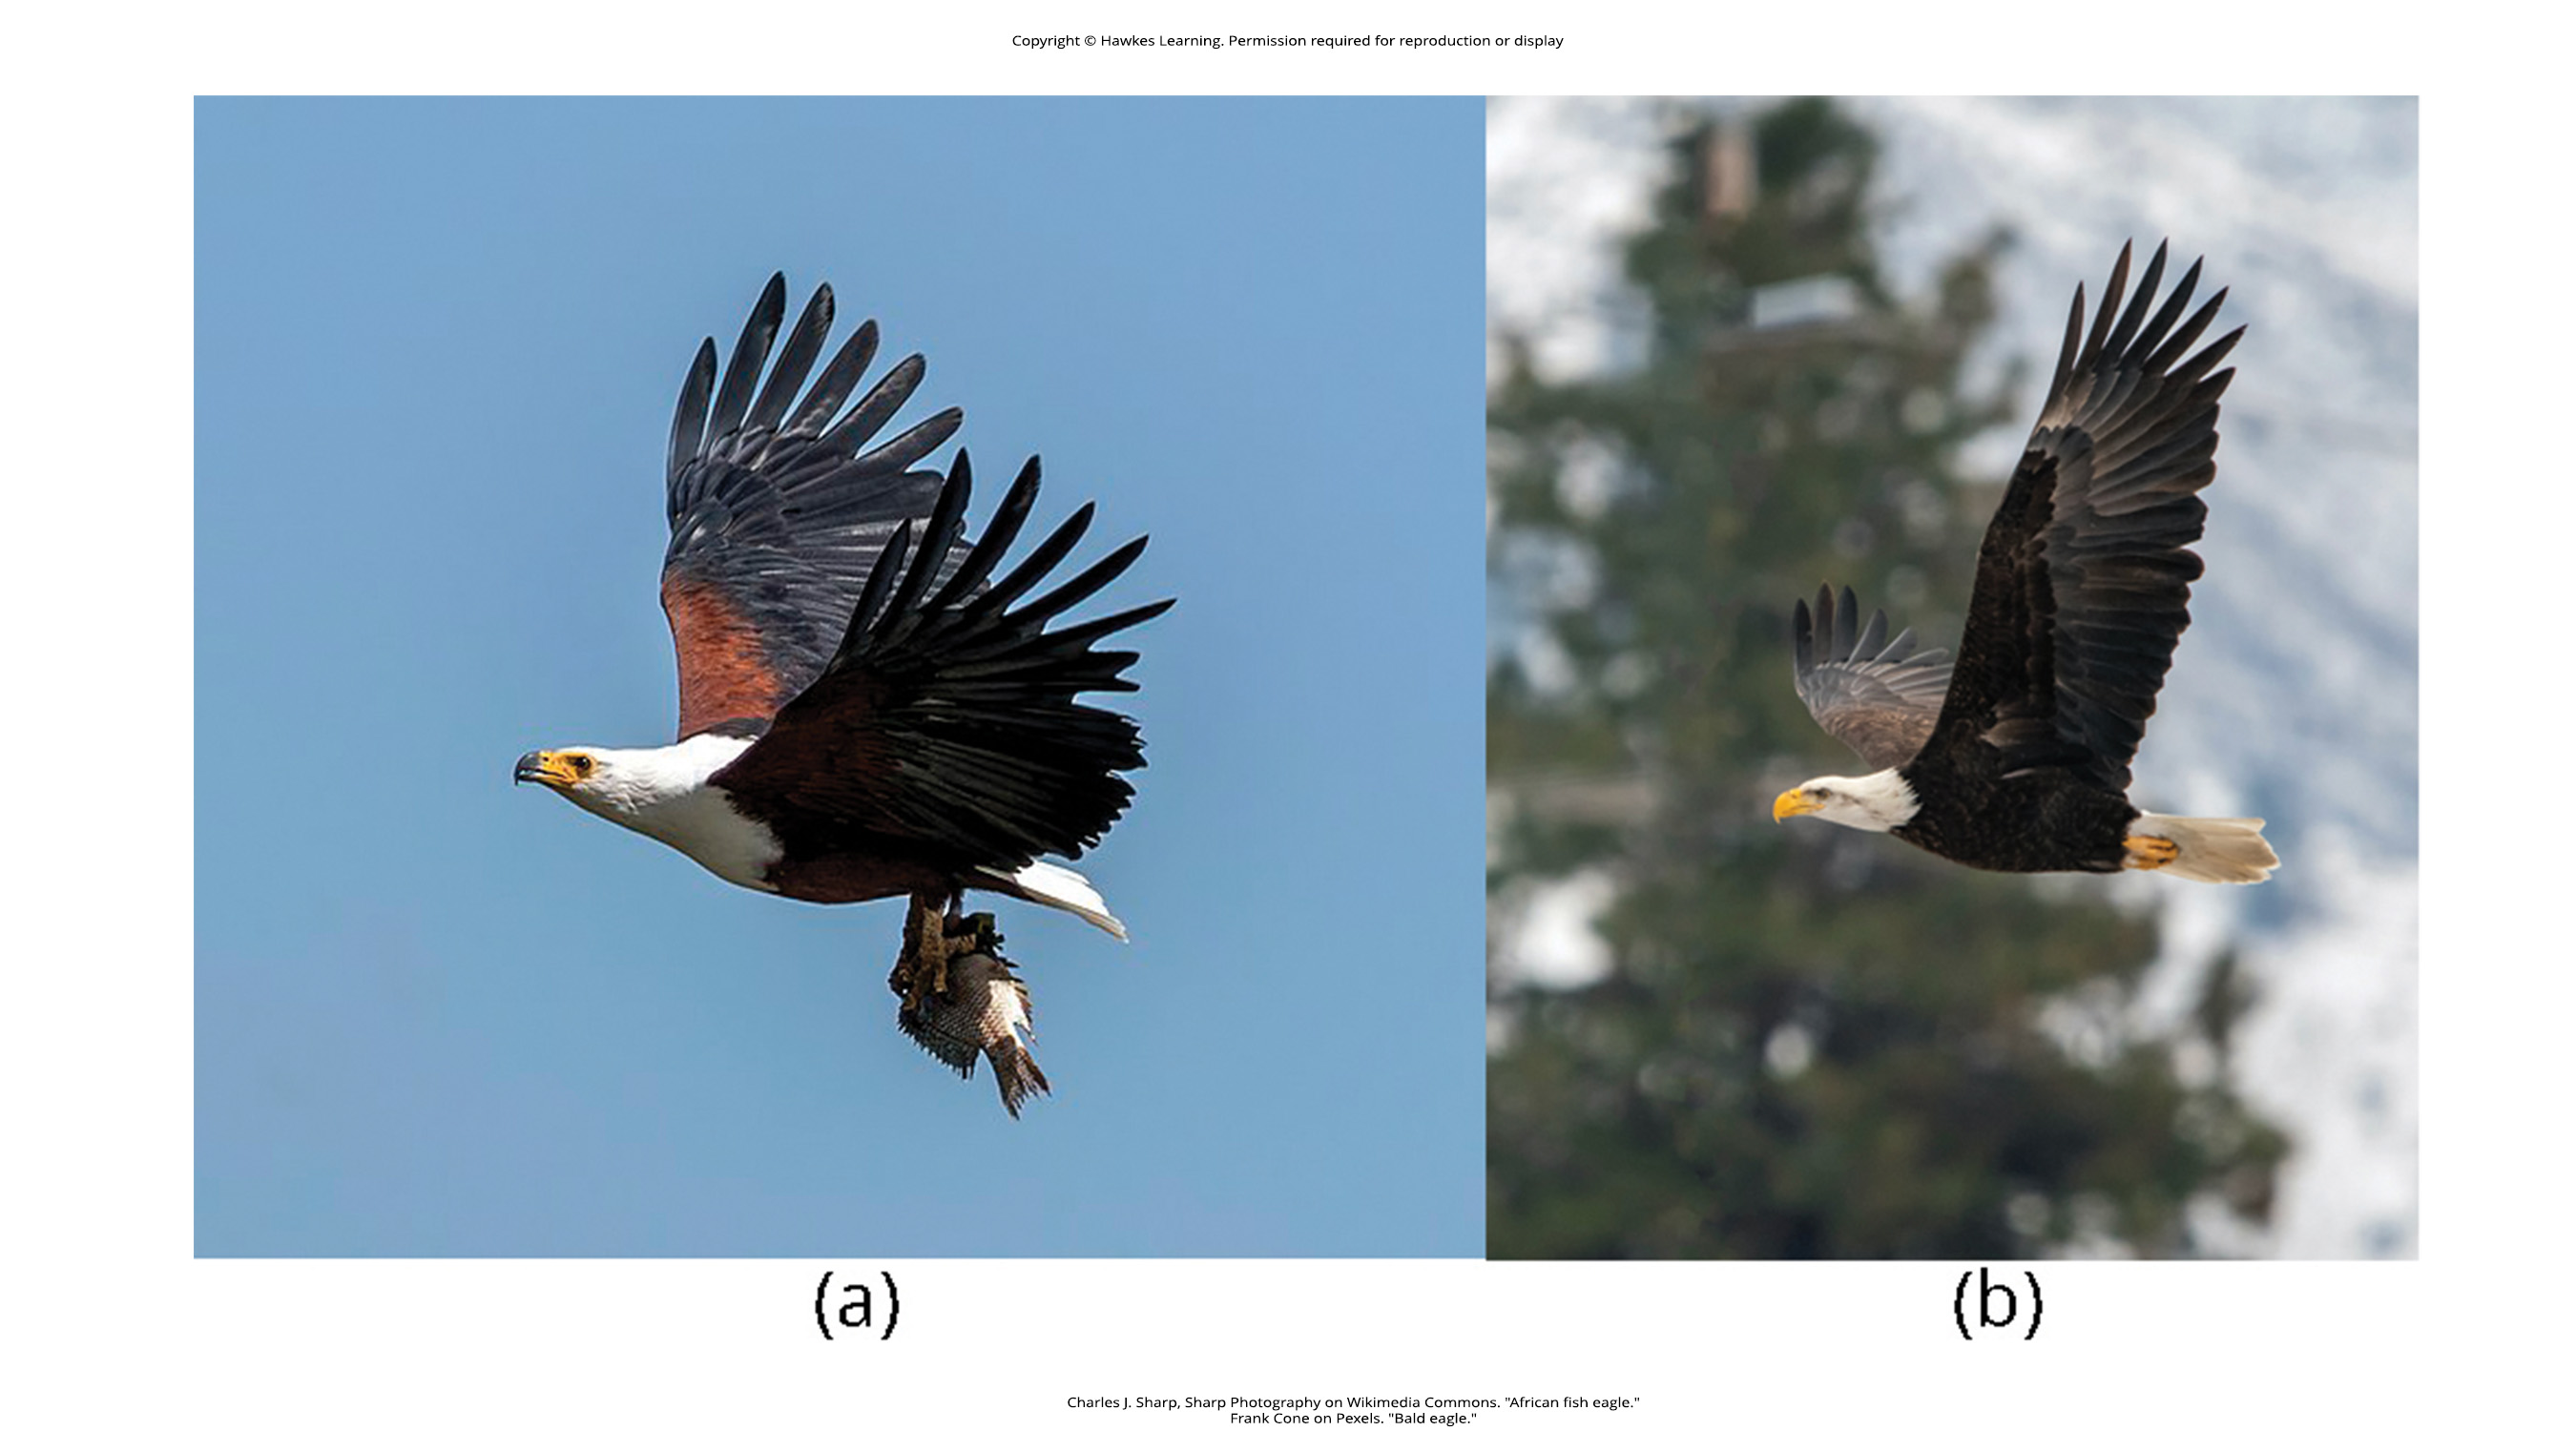 Copyright © Hawkes Learning. Permission required for reproduction or display
(a)
(b)
Charles J. Sharp, Sharp Photography on Wikimedia Commons. "African fish eagle."
Frank Cone on Pexels. "Bald eagle."